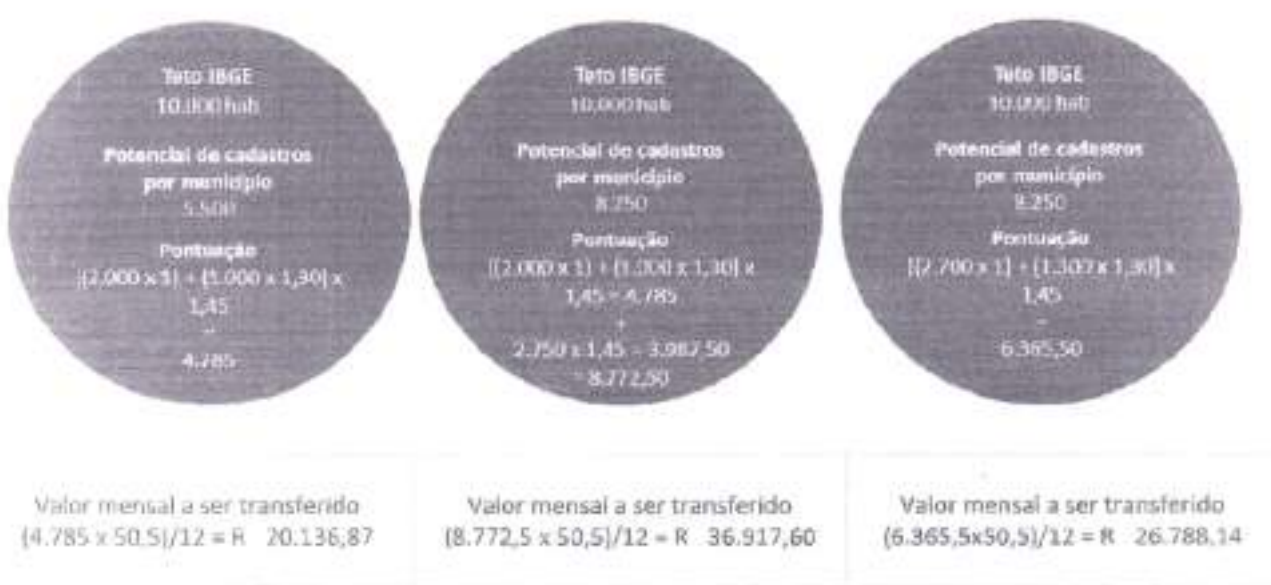 Teto IBGE
10.000 hab
Potencial de cadastros
por município
5.500
Pontuação
[(2.000 x 1) + (1.000 x 1,30] x
1,45
=
4.785
Teto IBGE
10.000 hab
Potencial de cadastros
por município
8.250
Pontuação
[(2.000 x 1) + (1.000 x 1,30] x
1,45 = 4.785
+
2.750 x 1,45 = 3.987,50
= 8.772,50
Teto IBGE
10.000 hab
Potencial de cadastros
por município
8.250
Pontuação
[(2.700 x 1) + (1.300 x 1,30] x
1,45
=
6.365,50
Valor mensal a ser transferido
(4.785 x 50,5)/12 = R 20.136,87
Valor mensal a ser transferido
(8.772,5 x 50,5)/12 = R 36.917,60
Valor mensal a ser transferido
(6.365,5x50,5)/12 = R 26.788,14